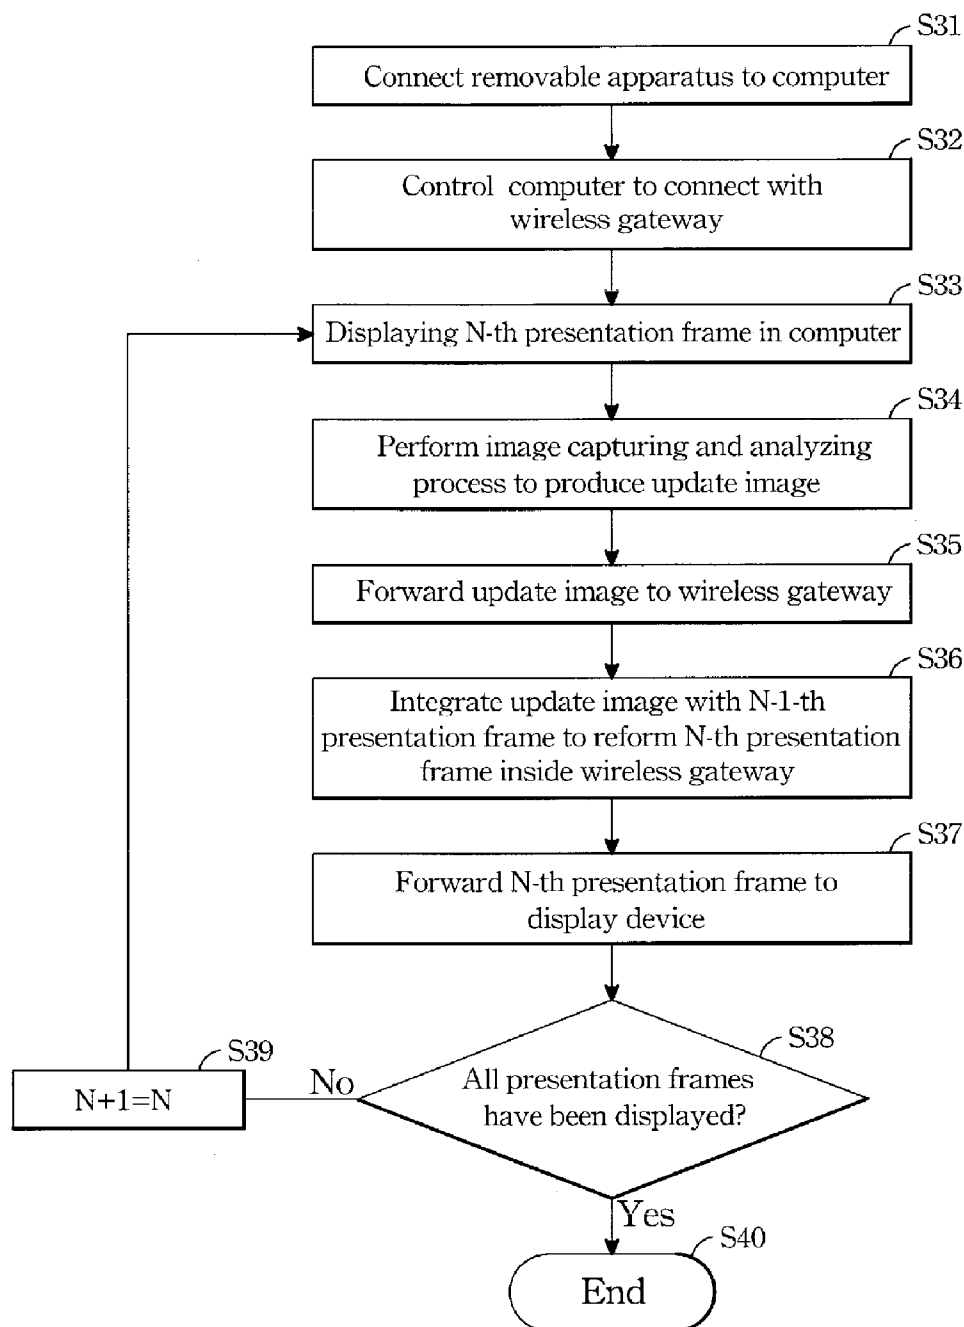 S31
Connect removable apparatus to computer
S32
Control computer to connect with
wireless gateway
S33
Displaying N-th presentation frame in computer
S34
Perform image capturing and analyzing
process to produce update image
S35
Forward update image to wireless gateway
S36
Integrate update image with N-1-th
presentation frame to reform N-th presentation
frame inside wireless gateway
S37
Forward N-th presentation frame to
display device
S38
All presentation frames
have been displayed?
No
S39
N+1=N
Yes
S40
End